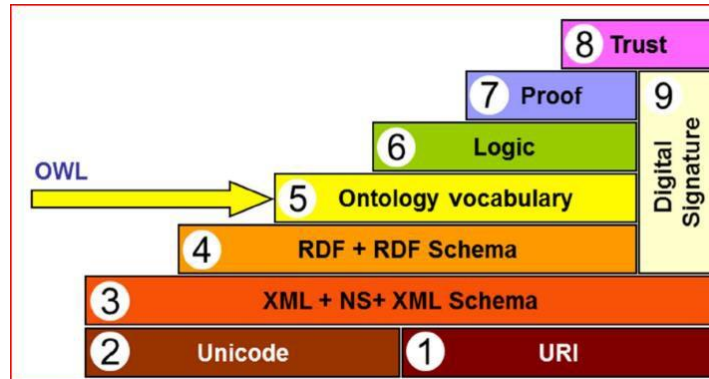 8 Trust
7 Proof
9 Digital Signature
6 Logic
OWL
5 Ontology vocabulary
4 RDF + RDF Schema
3 XML + NS+ XML Schema
2 Unicode
1 URI